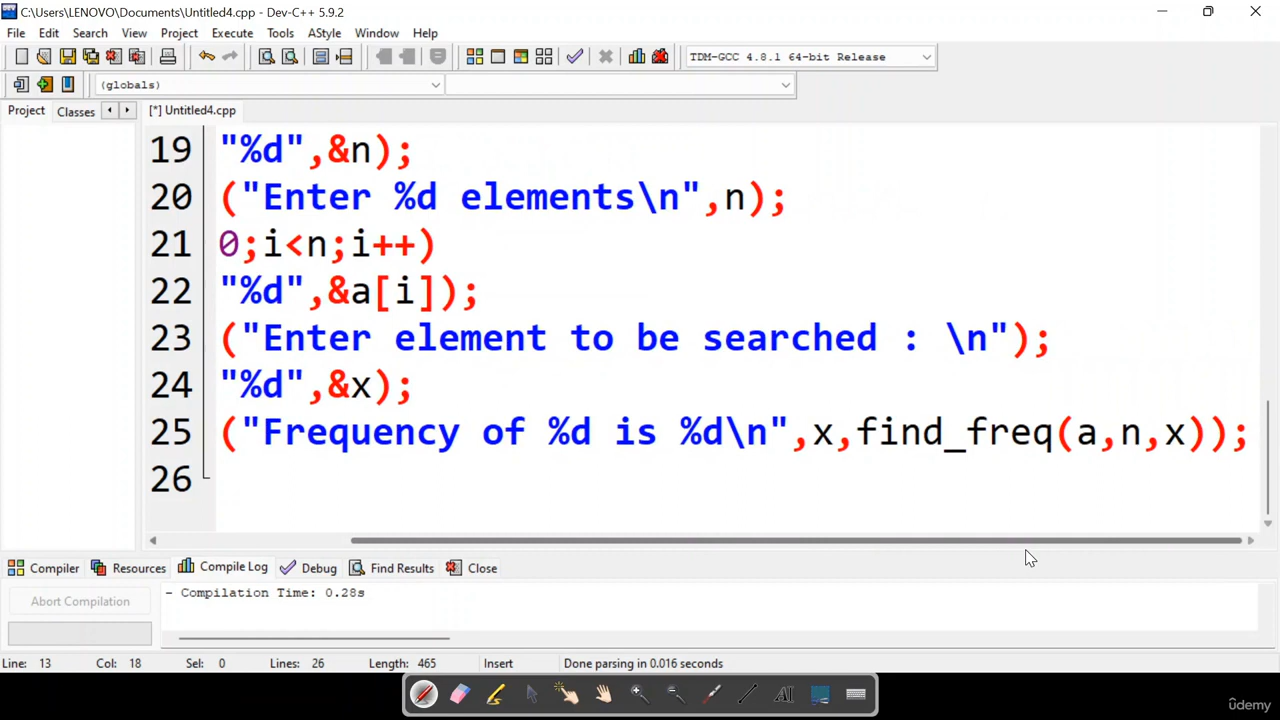 C:\Users\LENOVO\Documents\Untitled4.cpp - Dev-C++ 5.9.2
File Edit Search View Project Execute Tools AStyle Window Help
TDM-GCC 4.8.1 64-bit Release
(globals)
Project Classes [*] Untitled4.cpp
19 "%d",&n);
20 ("Enter %d elements\n",n);
21 0;i<n;i++)
22 "%d",&a[i]);
23 ("Enter element to be searched : \n");
24 "%d",&x);
25 ("Frequency of %d is %d\n",x,find_freq(a,n,x));
26
Compiler Resources Compile Log Debug Find Results Close
Abort Compilation
- Compilation Time: 0.28s
Line: 13 Col: 18 Sel: 0 Lines: 26 Length: 465 Insert Done parsing in 0.016 seconds
AI
ûdemy